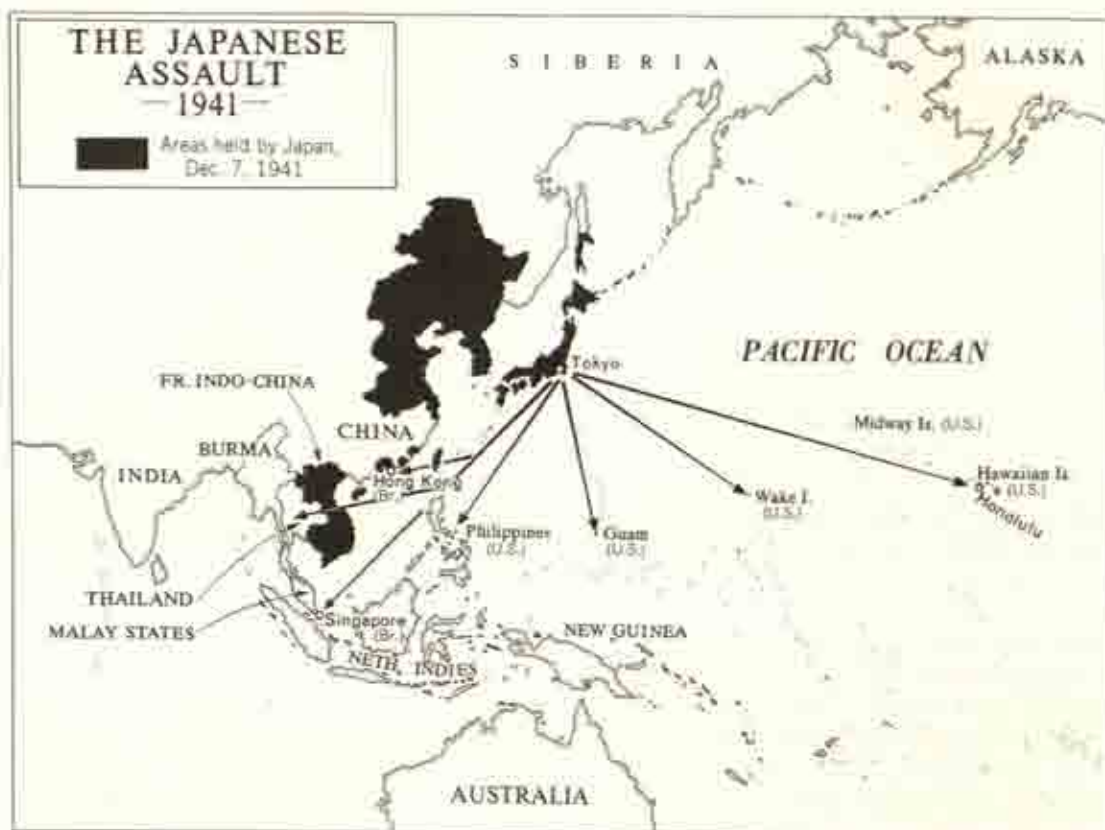 THE JAPANESE
ASSAULT
—1941—
Areas held by Japan,
Dec. 7, 1941
SIBERIA
ALASKA
PACIFIC OCEAN
Tokyo
FR. INDO-CHINA
CHINA
BURMA
INDIA
Hong Kong
(Br.)
Midway Is. (U.S.)
Hawaiian Is.
(U.S.)
Honolulu
Wake I.
(U.S.)
Philippines
(U.S.)
Guam
(U.S.)
THAILAND
MALAY STATES
Singapore
(Br.)
NEW GUINEA
NETH. INDIES
AUSTRALIA